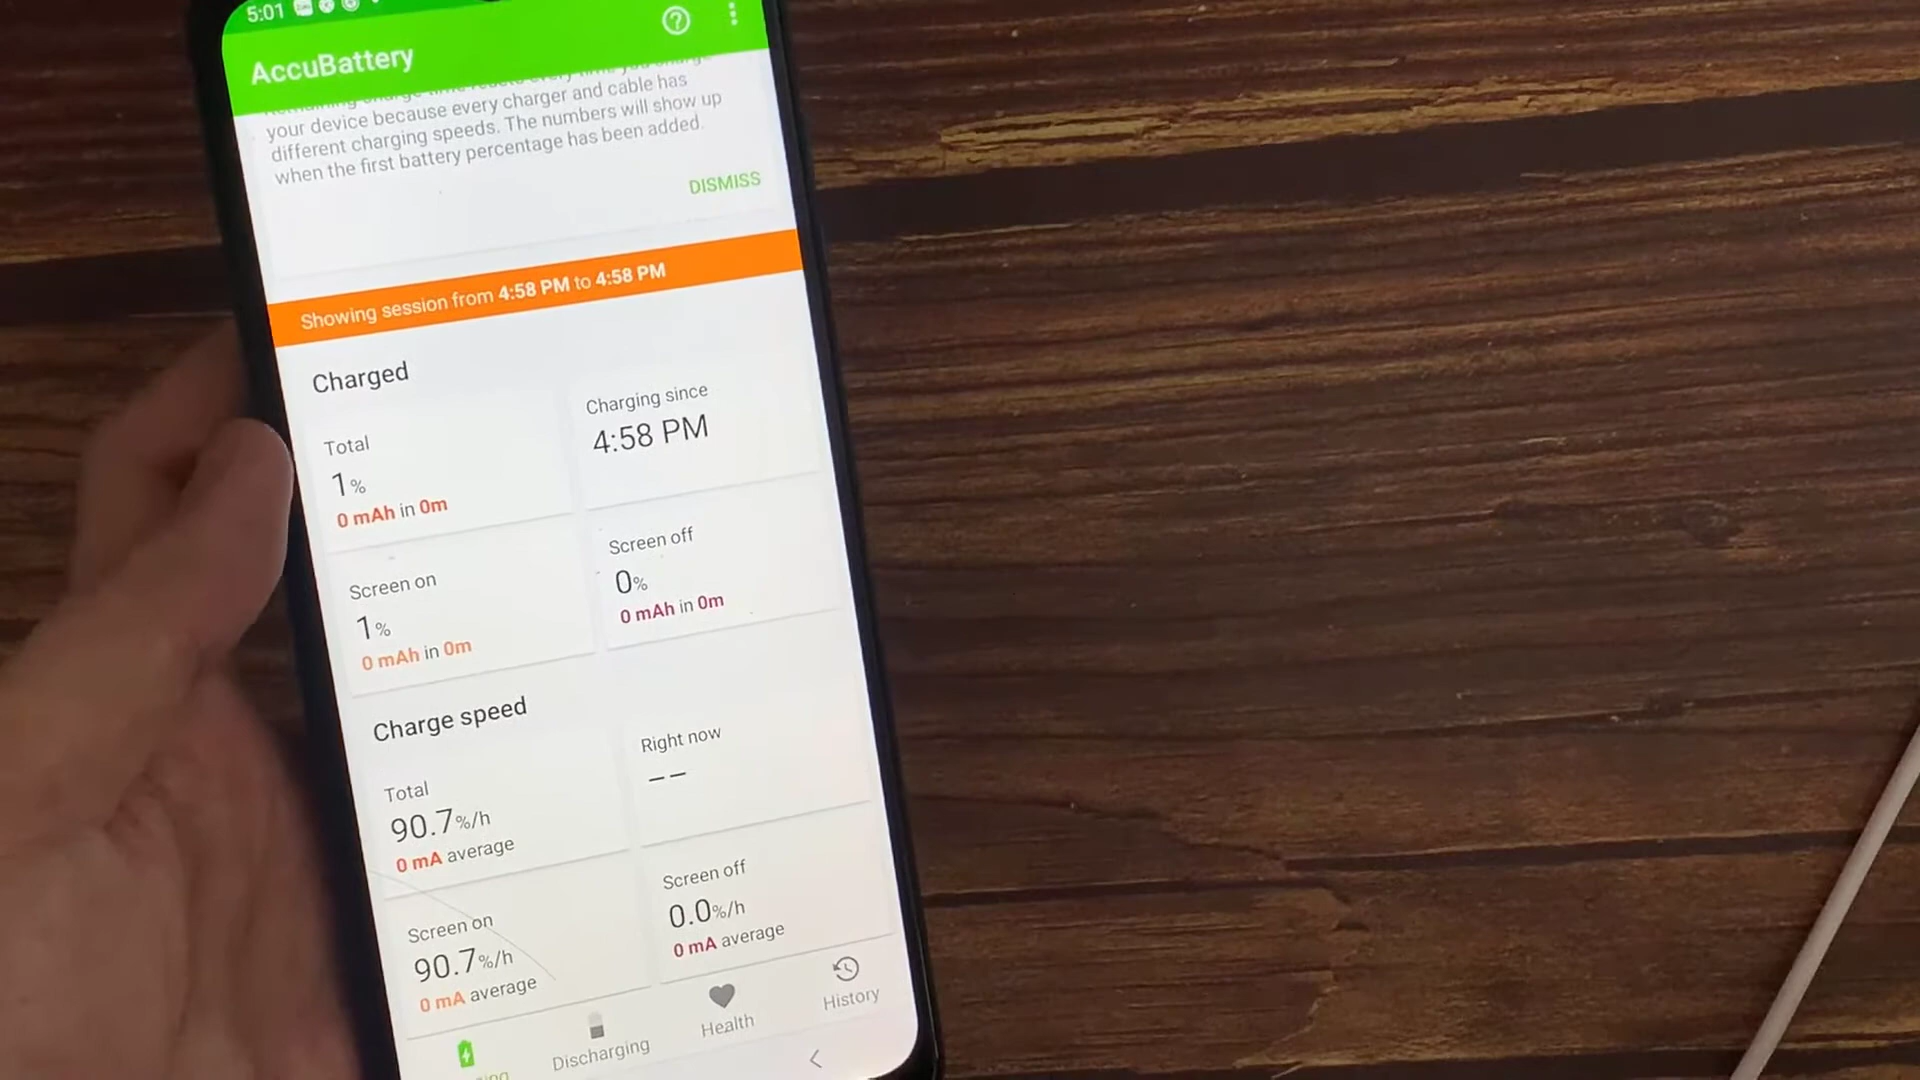 5:01
AccuBattery
your device because every charger and cable has
different charging speeds. The numbers will show up
when the first battery percentage has been added.
DISMISS
Showing session from 4:58 PM to 4:58 PM
Charged
Total
1%
0 mAh in 0m
Charging since
4:58 PM
Screen on
1%
0 mAh in 0m
Screen off
0%
0 mAh in 0m
Charge speed
Total
90.7%/h
0 mA average
Right now
--
Screen on
90.7%/h
0 mA average
Screen off
0.0%/h
0 mA average
Discharging
Health
History